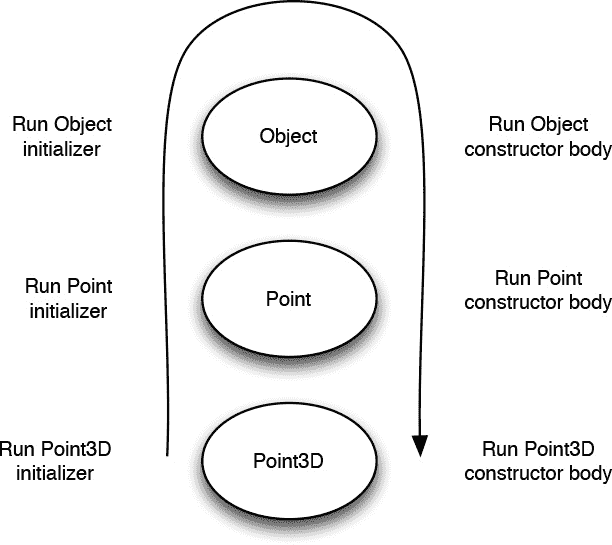 Run Object
initializer
Object
Run Object
constructor body
Run Point
initializer
Point
Run Point
constructor body
Run Point3D
initializer
Point3D
Run Point3D
constructor body